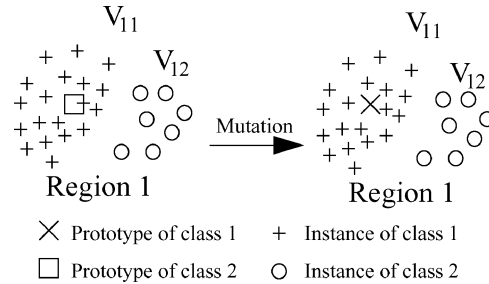 V11 V11
V12 V12
Mutation
Region 1 Region 1
Prototype of class 1 Instance of class 1
Prototype of class 2 Instance of class 2